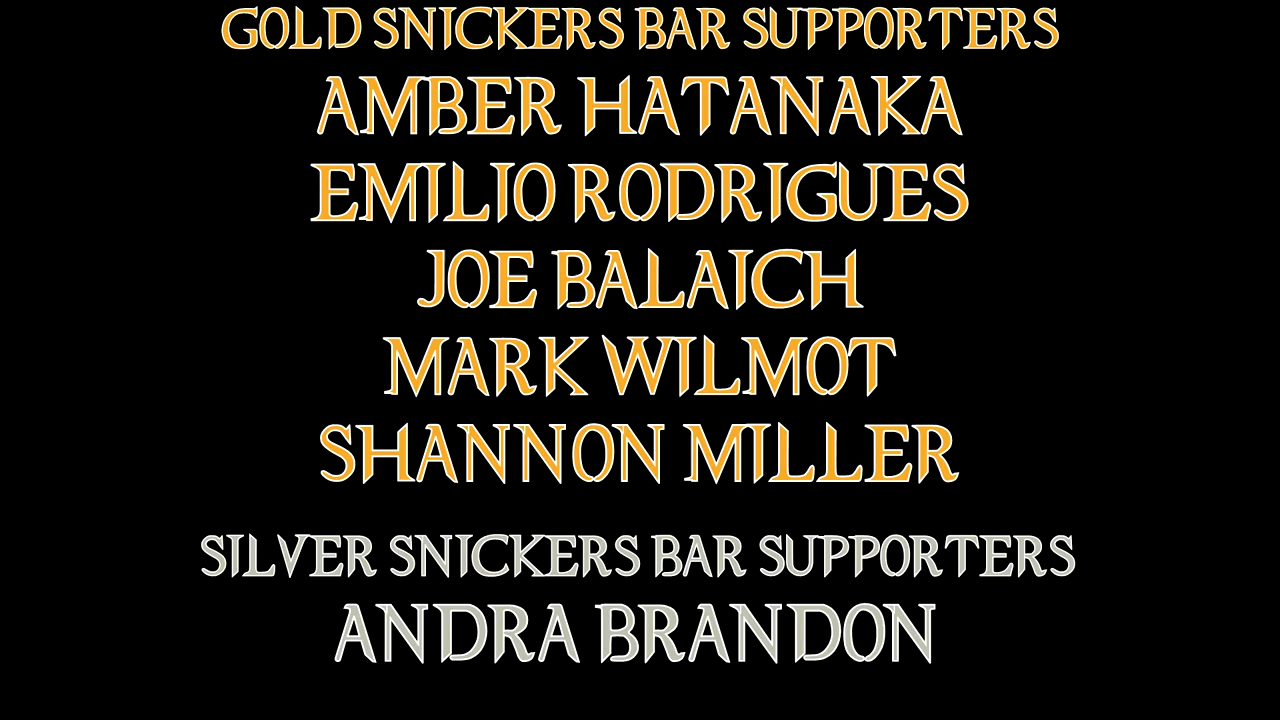 GOLD SNICKERS BAR SUPPORTERS
AMBER HATANAKA
EMILIO RODRIGUES
JOE BALAICH
MARK WILMOT
SHANNON MILLER
SILVER SNICKERS BAR SUPPORTERS
ANDRA BRANDON